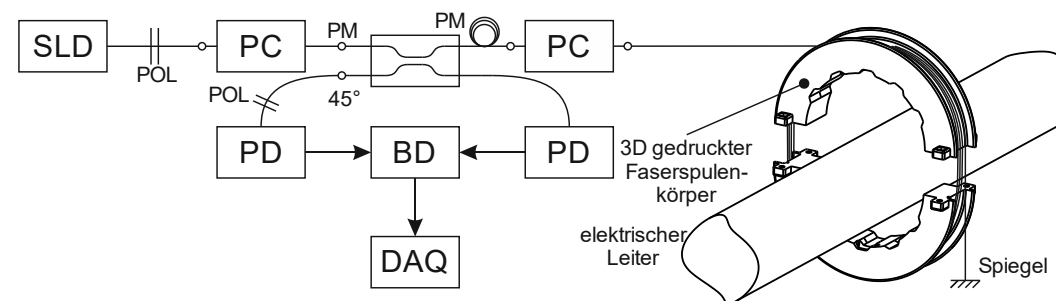 SLD
POL
PC
PM
PM
PC
POL
45°
PD
BD
PD
DAQ
3D gedruckter
Faserspulen-
körper
elektrischer
Leiter
Spiegel